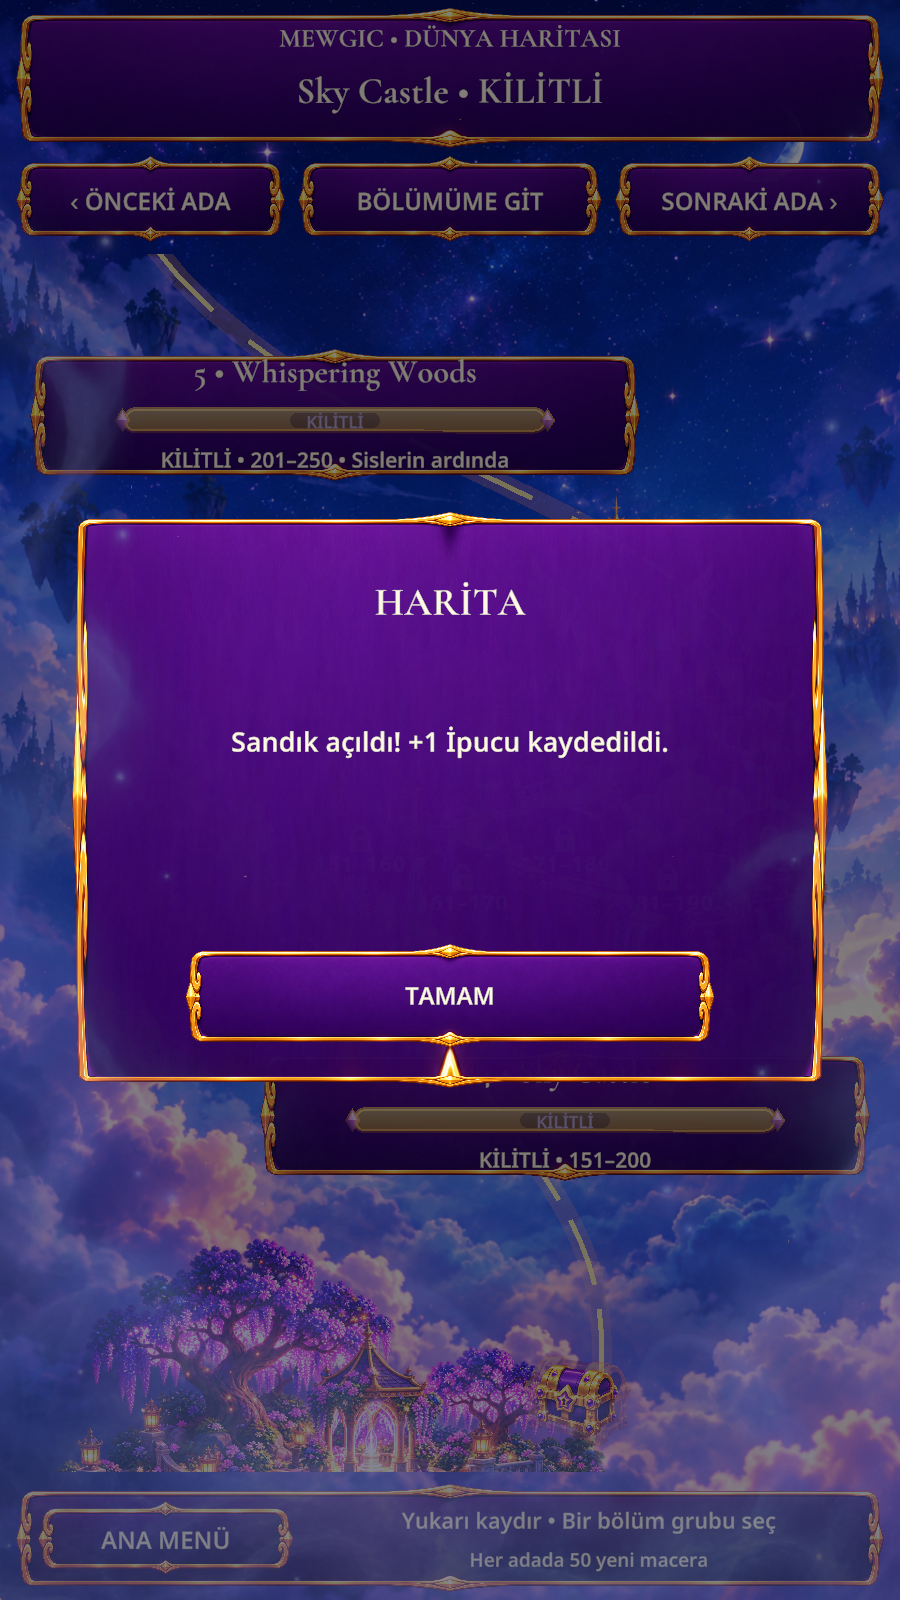 MEWGIC • DÜNYA HARİTASI
Sky Castle • KİLİTLİ
‹ ÖNCEKİ ADA
BÖLÜMÜME GİT
SONRAKİ ADA ›
5 • Whispering Woods
KİLİTLİ
KİLİTLİ • 201–250 • Sislerin ardında
HARİTA
Sandık açıldı! +1 İpucu kaydedildi.
TAMAM
KİLİTLİ
KİLİTLİ • 151–200
ANA MENÜ
Yukarı kaydır • Bir bölüm grubu seç
Her adada 50 yeni macera